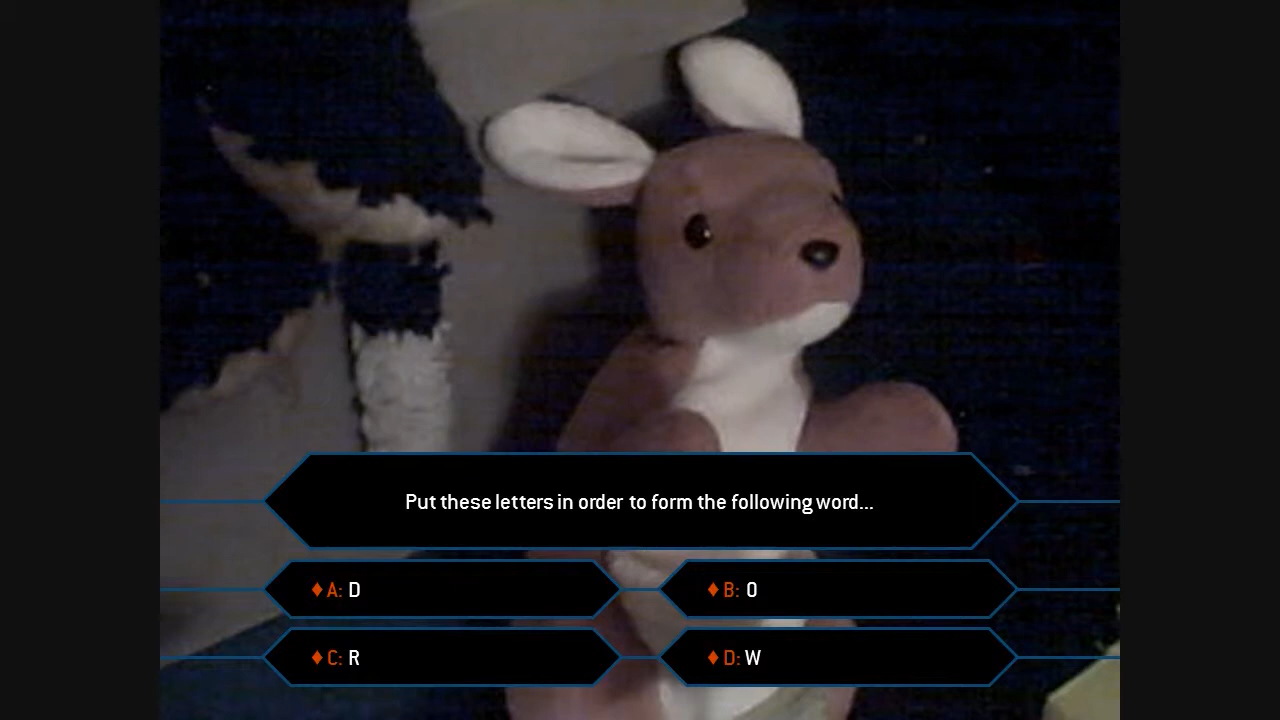 Put these letters in order to form the following word...
♦A: D
♦B: O
♦C: R
♦D: W